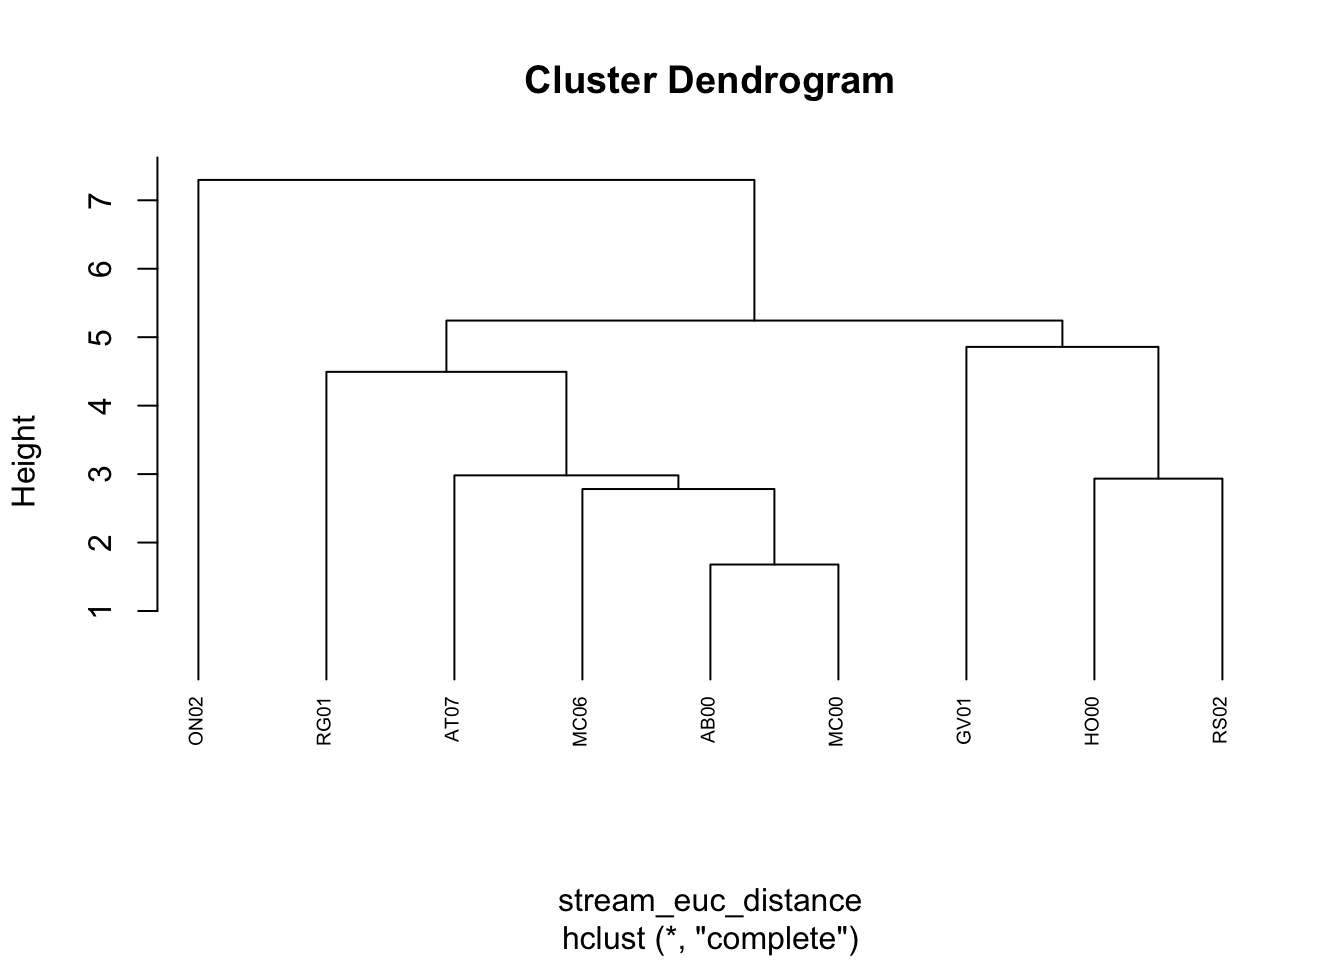 Cluster Dendrogram
Height
7
6
5
4
3
2
1
ON02
RG01
AT07
MC06
AB00
MC00
GV01
HO00
RS02
stream_euc_distance
hclust (*, "complete")